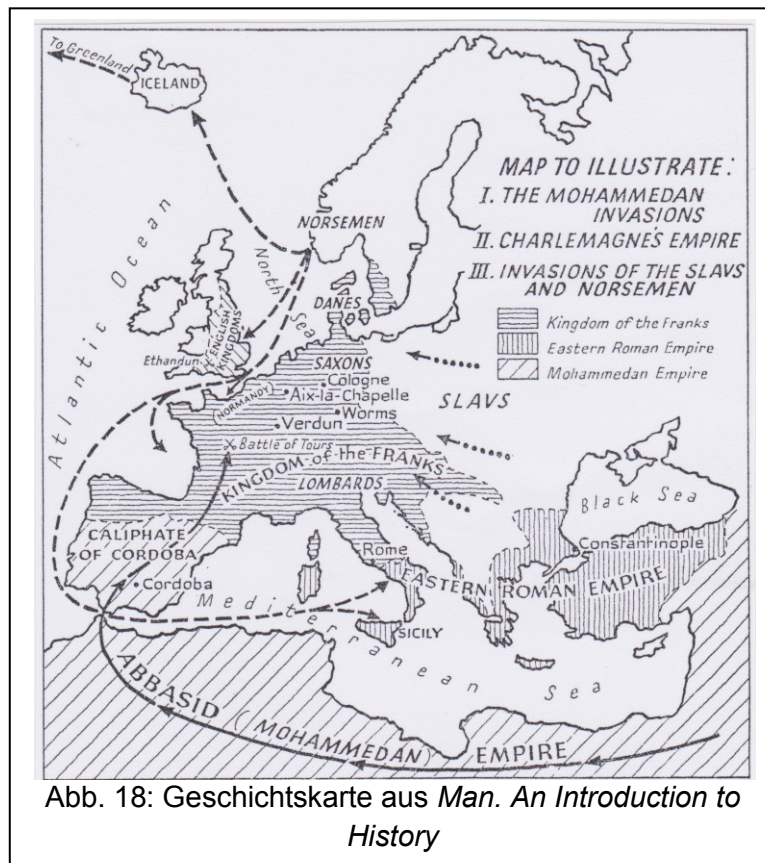 To Greenland
ICELAND
MAP TO ILLUSTRATE:
I. THE MOHAMMEDAN
INVASIONS
II. CHARLEMAGNE'S EMPIRE
III. INVASIONS OF THE SLAVS
AND NORSEMEN
Kingdom of the Franks
Eastern Roman Empire
Mohammedan Empire
Atlantic Ocean
NORSEMEN
North Sea
DANES
ENGLISH
KINGDOMS
Ethandun
SAXONS
Cologne
Aix-la-Chapelle
(NORMANDY)
Worms
Verdun
SLAVS
Battle of Tours
KINGDOM of the FRANKS
LOMBARDS
Black Sea
CALIPHATE
OF CORDOBA
Cordoba
Rome
Constantinople
EASTERN ROMAN EMPIRE
Mediterranean Sea
SICILY
ABBASID (MOHAMMEDAN) EMPIRE
Abb. 18: Geschichtskarte aus Man. An Introduction to
History